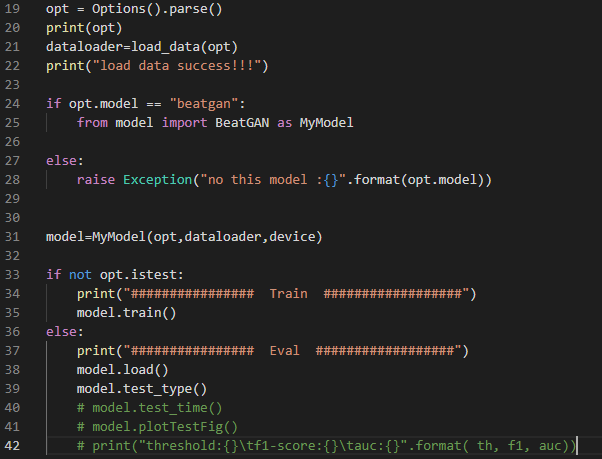 19 opt = Options().parse()
20 print(opt)
21 dataloader=load_data(opt)
22 print("load data success!!!")
23
24 if opt.model == "beatgan":
25     from model import BeatGAN as MyModel
26
27 else:
28     raise Exception("no this model :{}".format(opt.model))
29
30
31 model=MyModel(opt,dataloader,device)
32
33 if not opt.istest:
34     print("################  Train  ##################")
35     model.train()
36 else:
37     print("################  Eval  ##################")
38     model.load()
39     model.test_type()
40     # model.test_time()
41     # model.plotTestFig()
42     # print("threshold:{}\tf1-score:{}\tauc:{}".format( th, f1, auc))